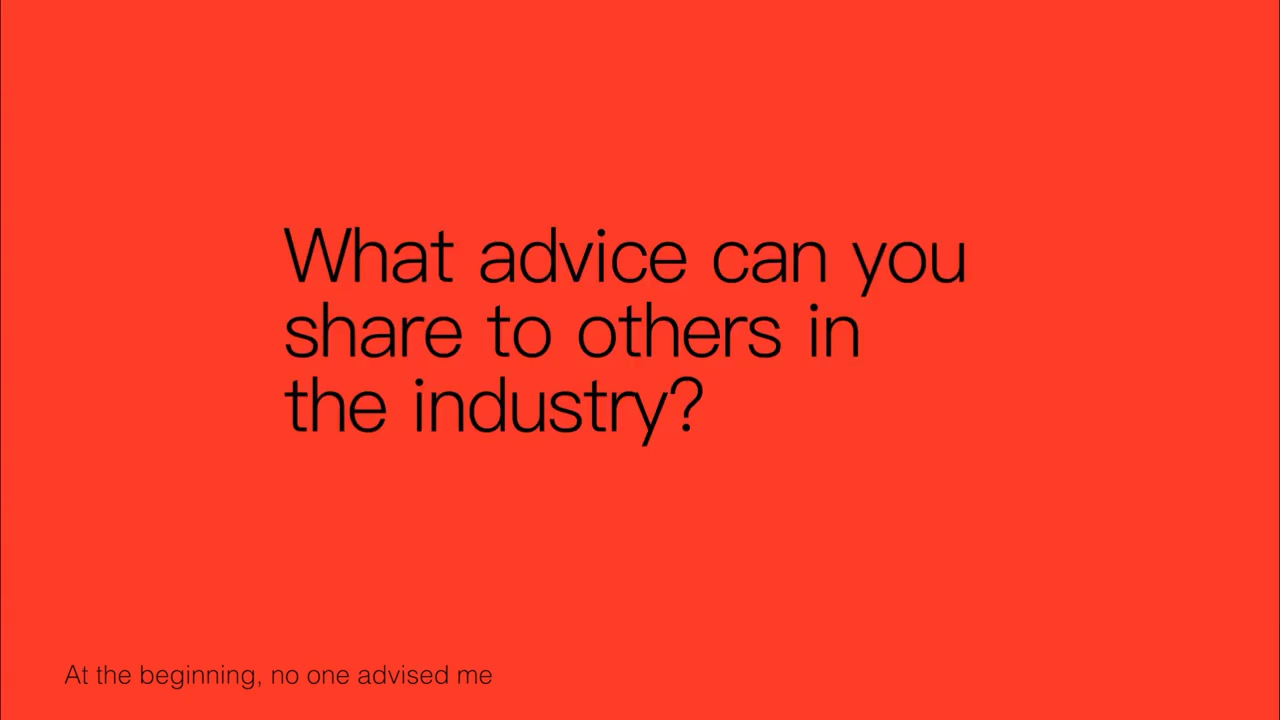 What advice can you
share to others in
the industry?
At the beginning, no one advised me